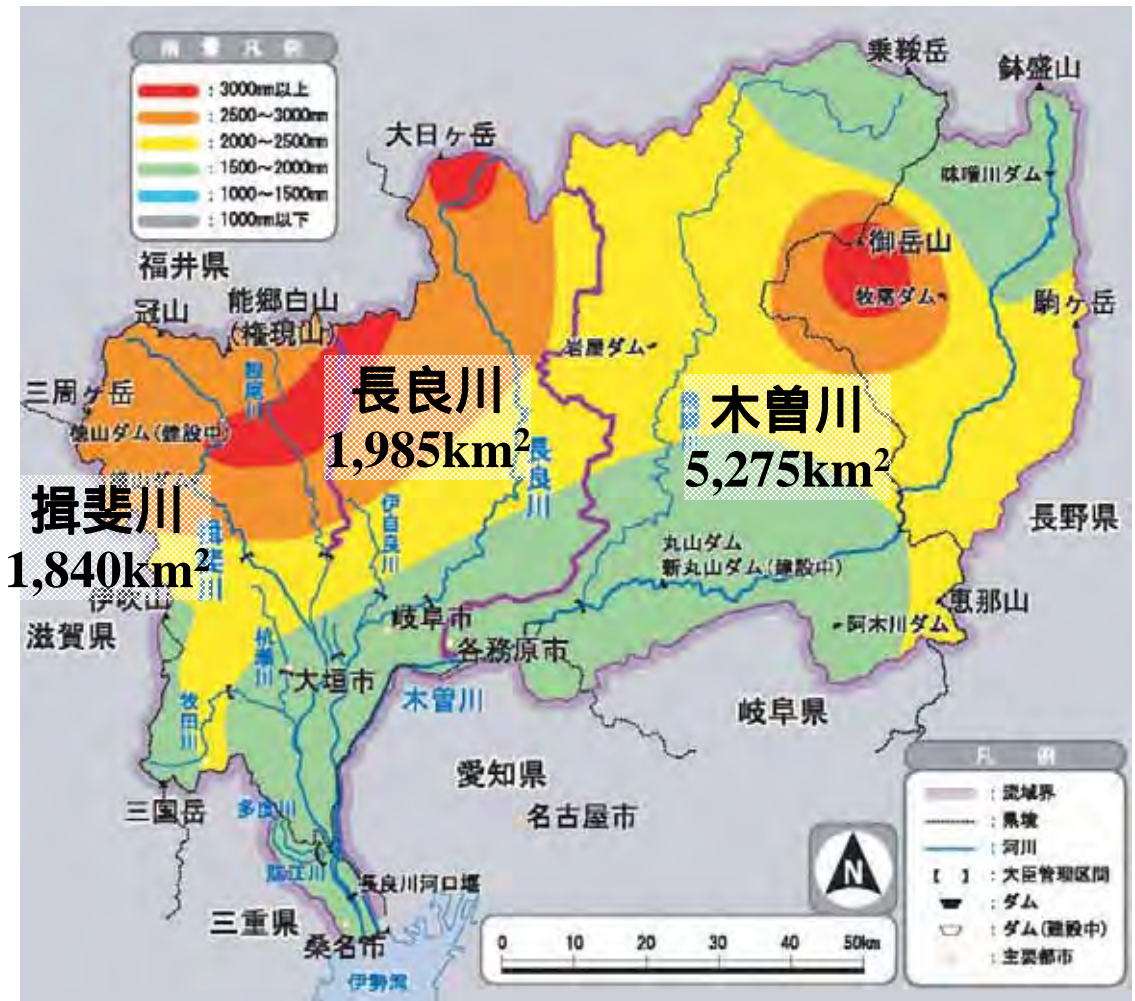 雨量凡例
：3000mm以上
：2500～3000mm
：2000～2500mm
：1500～2000mm
：1000～1500mm
：1000mm以下
乗鞍岳
鉢盛山
大日ヶ岳
味噌川ダム
福井県
御岳山
冠山
能郷白山
(権現山)
牧尾ダム
駒ヶ岳
岩屋ダム
三周ヶ岳
根尾川
長良川
1,985km²
木曽川
5,275km²
徳山ダム(建設中)
横山ダム
揖斐川
1,840km²
揖斐川
長良川
伊自良川
長野県
丸山ダム
新丸山ダム(建設中)
伊吹山
滋賀県
岐阜市
恵那山
阿木川ダム
各務原市
杭瀬川
大垣市
木曽川
牧田川
岐阜県
愛知県
名古屋市
三国岳
多度川
肱江川
長良川河口堰
三重県
桑名市
伊勢湾
凡例
：流域界
：県境
：河川
【 】：大臣管理区間
：ダム
：ダム(建設中)
：主要都市
N
0 10 20 30 40 50km